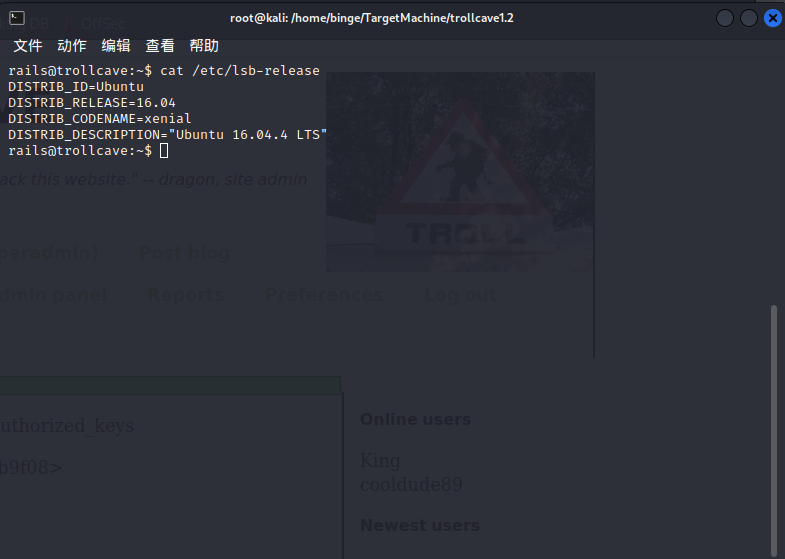 DB OffSec
root@kali: /home/binge/TargetMachine/trollcave1.2
文件 动作 编辑 查看 帮助
rails@trollcave:~$ cat /etc/lsb-release
DISTRIB_ID=Ubuntu
DISTRIB_RELEASE=16.04
DISTRIB_CODENAME=xenial
DISTRIB_DESCRIPTION="Ubuntu 16.04.4 LTS"
rails@trollcave:~$
ack this website." -- dragon, site admin
TROLL
peradmin) Post blog
dmin panel Reports Preferences Log out
uthorized_keys
b9f08>
Online users
King
cooldude89
Newest users